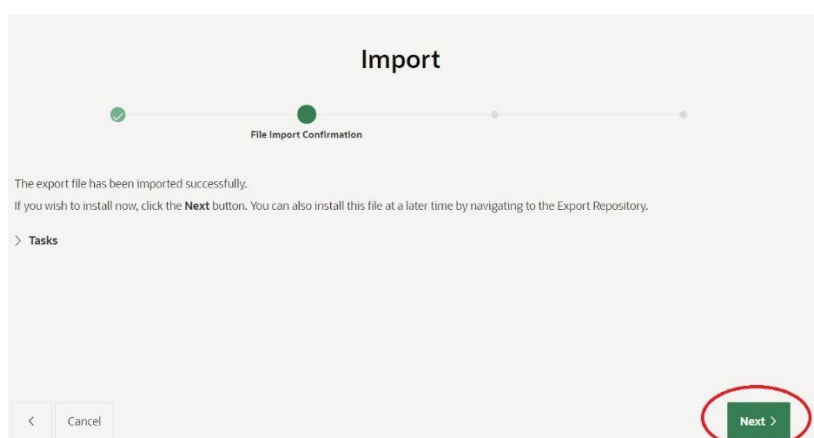 Import
File Import Confirmation
The export file has been imported successfully.
If you wish to install now, click the Next button. You can also install this file at a later time by navigating to the Export Repository.
> Tasks
< Cancel Next >